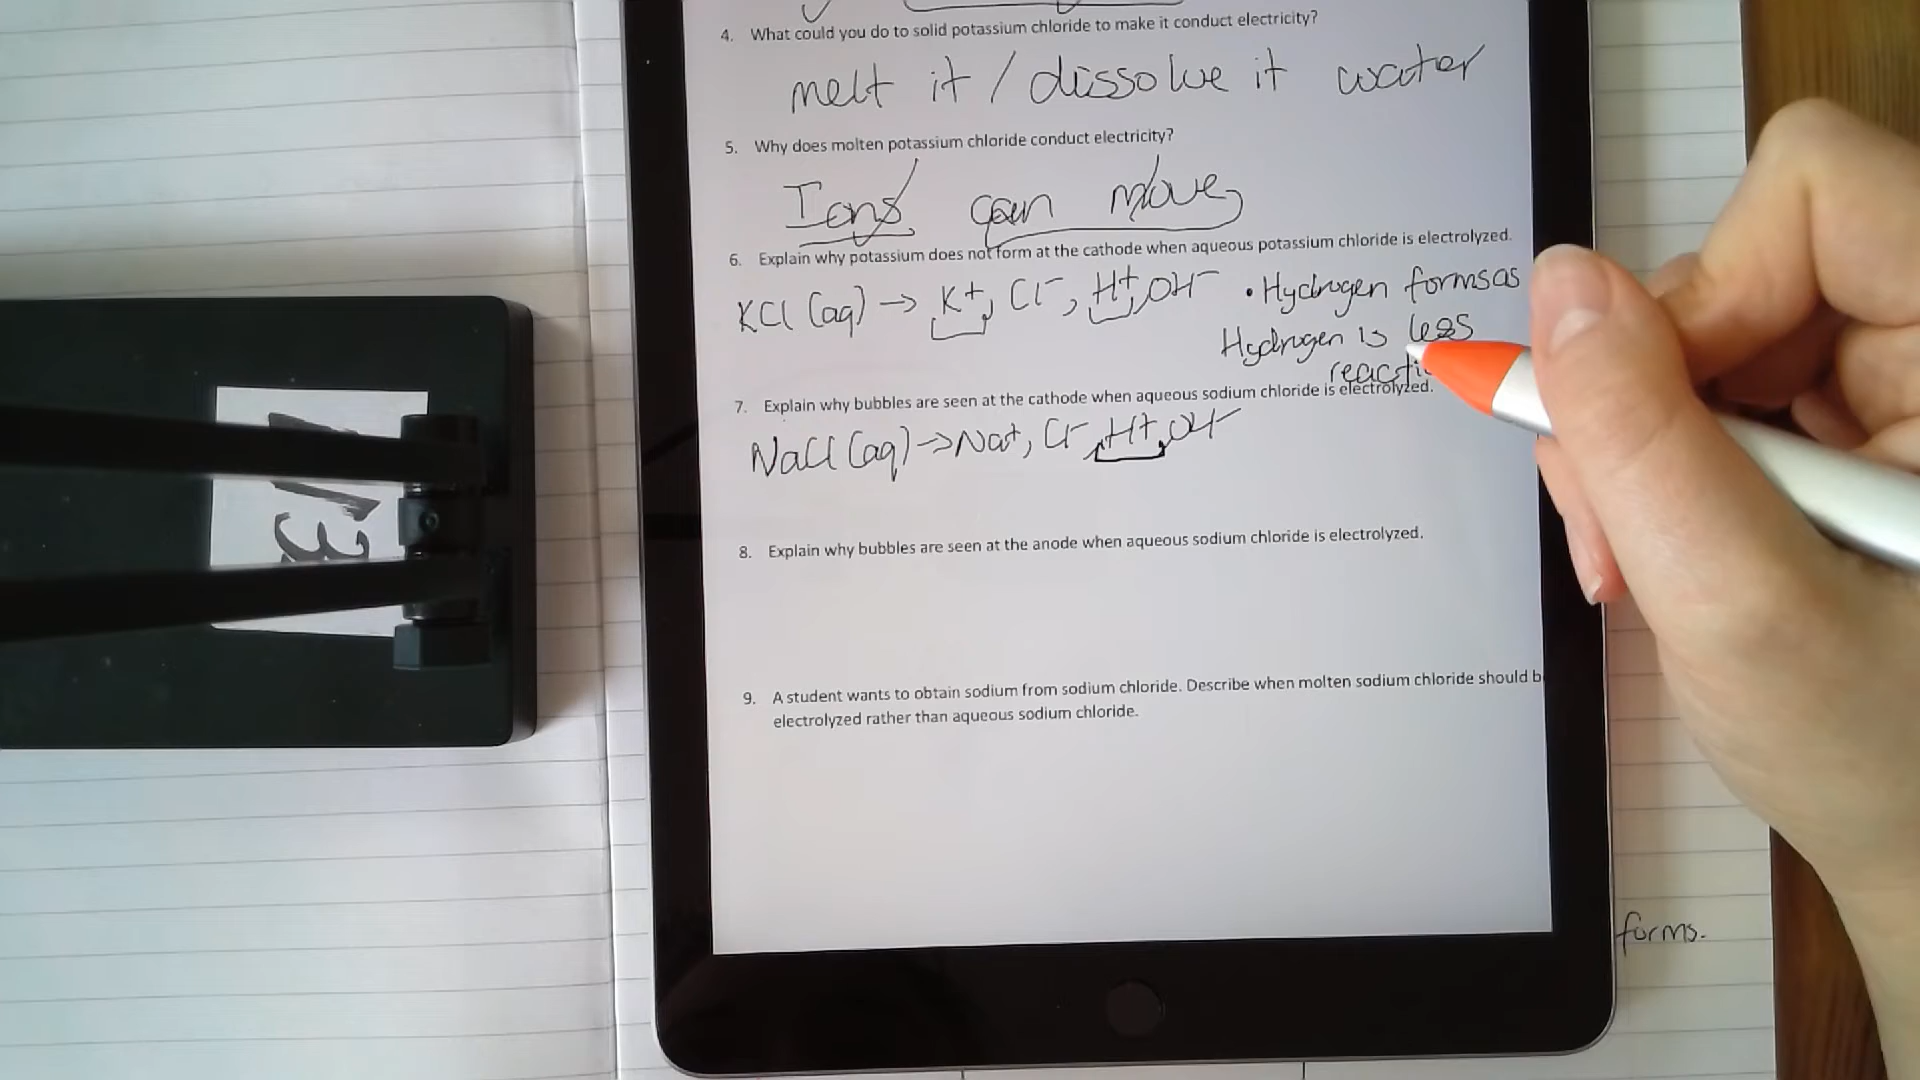 4. What could you do to solid potassium chloride to make it conduct electricity?
melt it / dissolve it water
5. Why does molten potassium chloride conduct electricity?
Ions can move
6. Explain why potassium does not form at the cathode when aqueous potassium chloride is electrolyzed.
KCl (aq) → K+, Cl-, H+, OH- • Hydrogen forms as
Hydrogen is less
reacti
7. Explain why bubbles are seen at the cathode when aqueous sodium chloride is electrolyzed.
NaCl (aq) → Na+, Cl-, H+, OH-
8. Explain why bubbles are seen at the anode when aqueous sodium chloride is electrolyzed.
9. A student wants to obtain sodium from sodium chloride. Describe when molten sodium chloride should b
electrolyzed rather than aqueous sodium chloride.
forms.